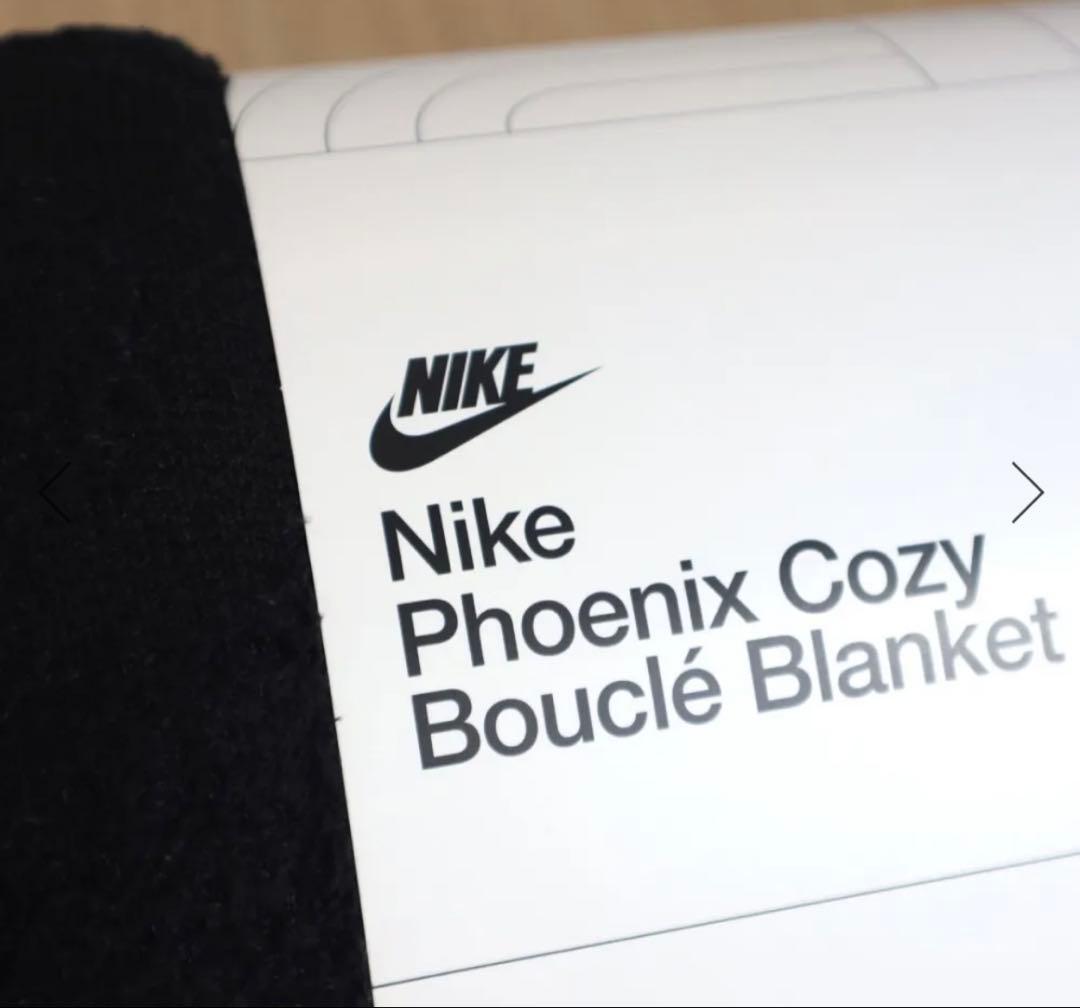 NIKE
Nike
Phoenix Cozy
Bouclé Blanket